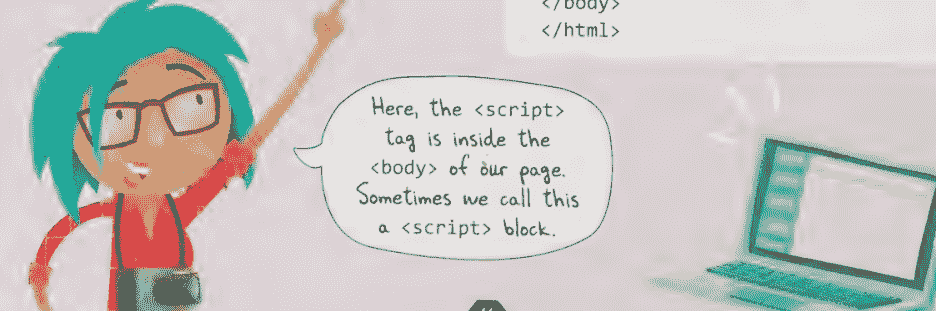 </body>
</html>
Here, the <script>
tag is inside the
<body> of our page.
Sometimes we call this
a <script> block.